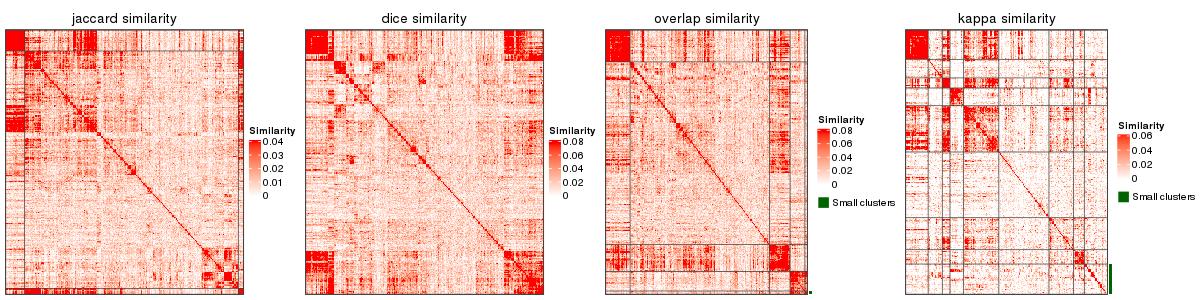 jaccard similarity
Similarity
0.04
0.03
0.02
0.01
0
dice similarity
Similarity
0.08
0.06
0.04
0.02
0
overlap similarity
Similarity
0.08
0.06
0.04
0.02
0
Small clusters
kappa similarity
Similarity
0.06
0.04
0.02
0
Small clusters